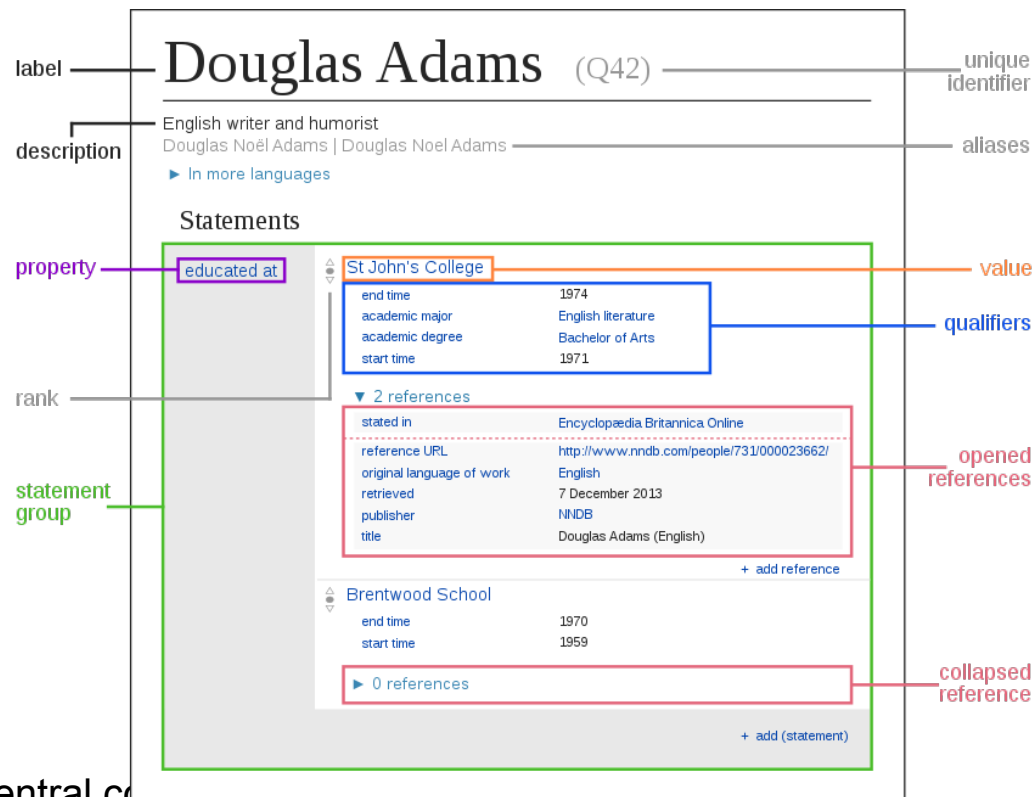 label
Douglas Adams (Q42)
unique
identifier
description
English writer and humorist
Douglas Noël Adams | Douglas Noel Adams
aliases
► In more languages
Statements
property
educated at
St John's College
value
end time 1974
academic major English literature
academic degree Bachelor of Arts
start time 1971
qualifiers
rank
▼ 2 references
stated in Encyclopædia Britannica Online
reference URL http://www.nndb.com/people/731/000023662/
original language of work English
retrieved 7 December 2013
publisher NNDB
title Douglas Adams (English)
opened
references
statement
group
+ add reference
Brentwood School
end time 1970
start time 1959
► 0 references
collapsed
reference
+ add (statement)